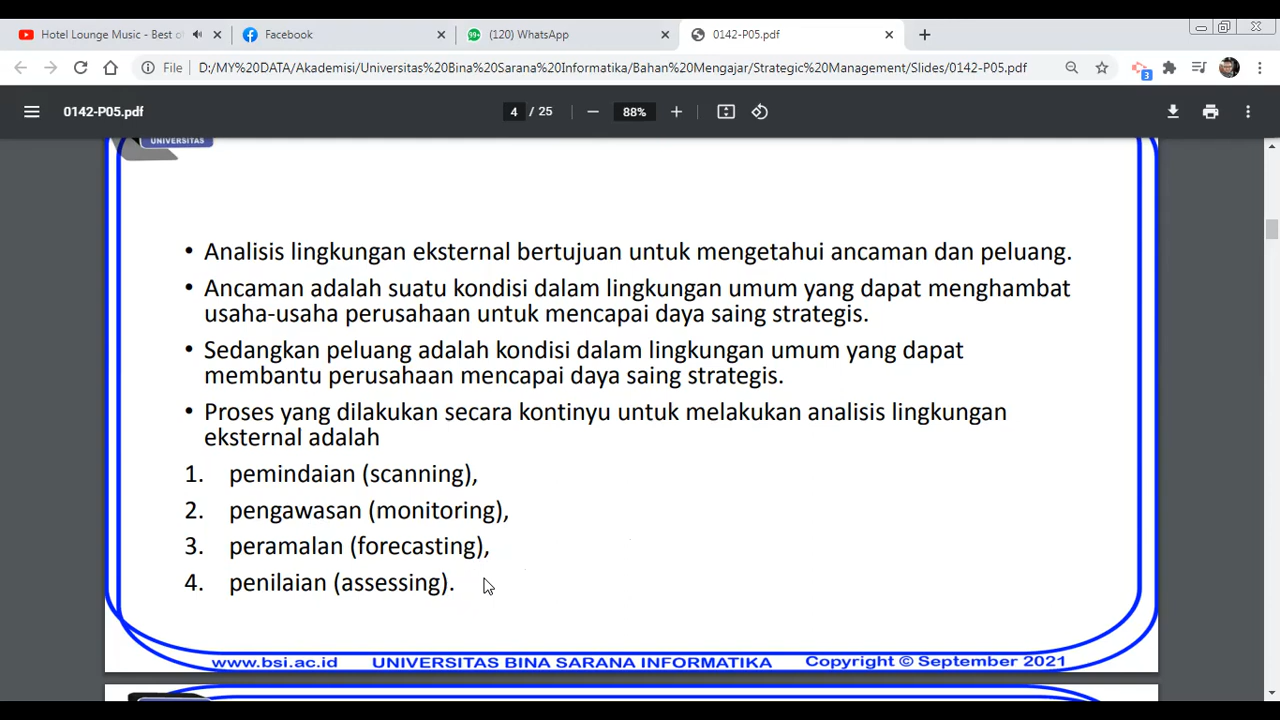 Hotel Lounge Music - Best of
Facebook
(120) WhatsApp
0142-P05.pdf
99+
File
D:/MY%20DATA/Akademisi/Universitas%20Bina%20Sarana%20Informatika/Bahan%20Mengajar/Strategic%20Management/Slides/0142-P05.pdf
3
0142-P05.pdf
4 / 25
88%
UNIVERSITAS
• Analisis lingkungan eksternal bertujuan untuk mengetahui ancaman dan peluang.
• Ancaman adalah suatu kondisi dalam lingkungan umum yang dapat menghambat
usaha-usaha perusahaan untuk mencapai daya saing strategis.
• Sedangkan peluang adalah kondisi dalam lingkungan umum yang dapat
membantu perusahaan mencapai daya saing strategis.
• Proses yang dilakukan secara kontinyu untuk melakukan analisis lingkungan
eksternal adalah
1. pemindaian (scanning),
2. pengawasan (monitoring),
3. peramalan (forecasting),
4. penilaian (assessing).
www.bsi.ac.id UNIVERSITAS BINA SARANA INFORMATIKA Copyright © September 2021